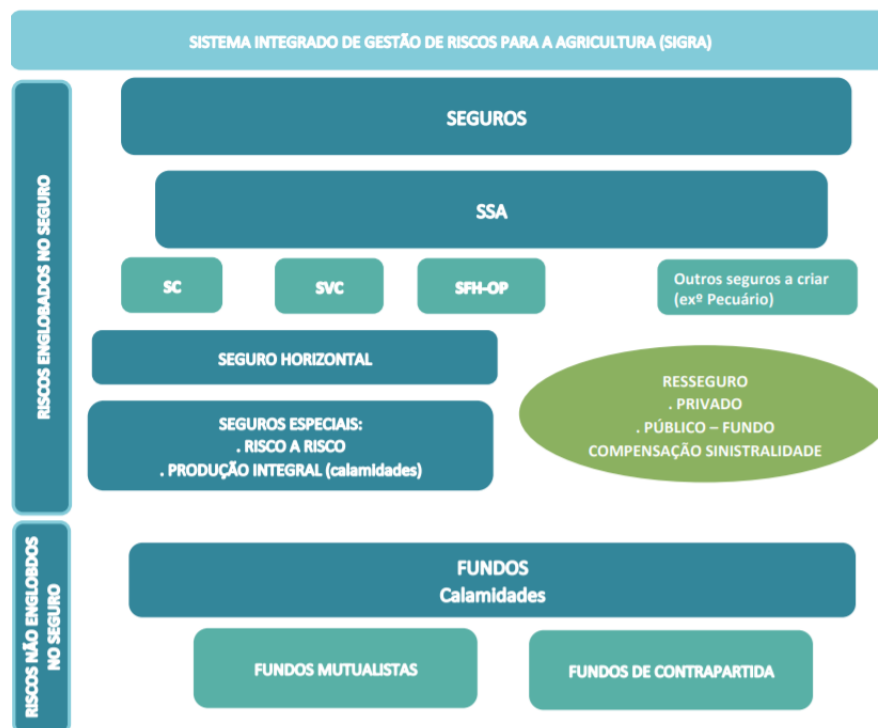 SISTEMA INTEGRADO DE GESTÃO DE RISCOS PARA A AGRICULTURA (SIGRA)
RISCOS ENGLOBADOS NO SEGURO
SEGUROS
SSA
SC
SVC
SFH-OP
Outros seguros a criar
(exº Pecuário)
SEGURO HORIZONTAL
SEGUROS ESPECIAIS:
. RISCO A RISCO
. PRODUÇÃO INTEGRAL (calamidades)
RESSEGURO
. PRIVADO
. PÚBLICO – FUNDO
COMPENSAÇÃO SINISTRALIDADE
RISCOS NÃO ENGLOBDOS
NO SEGURO
FUNDOS
Calamidades
FUNDOS MUTUALISTAS
FUNDOS DE CONTRAPARTIDA